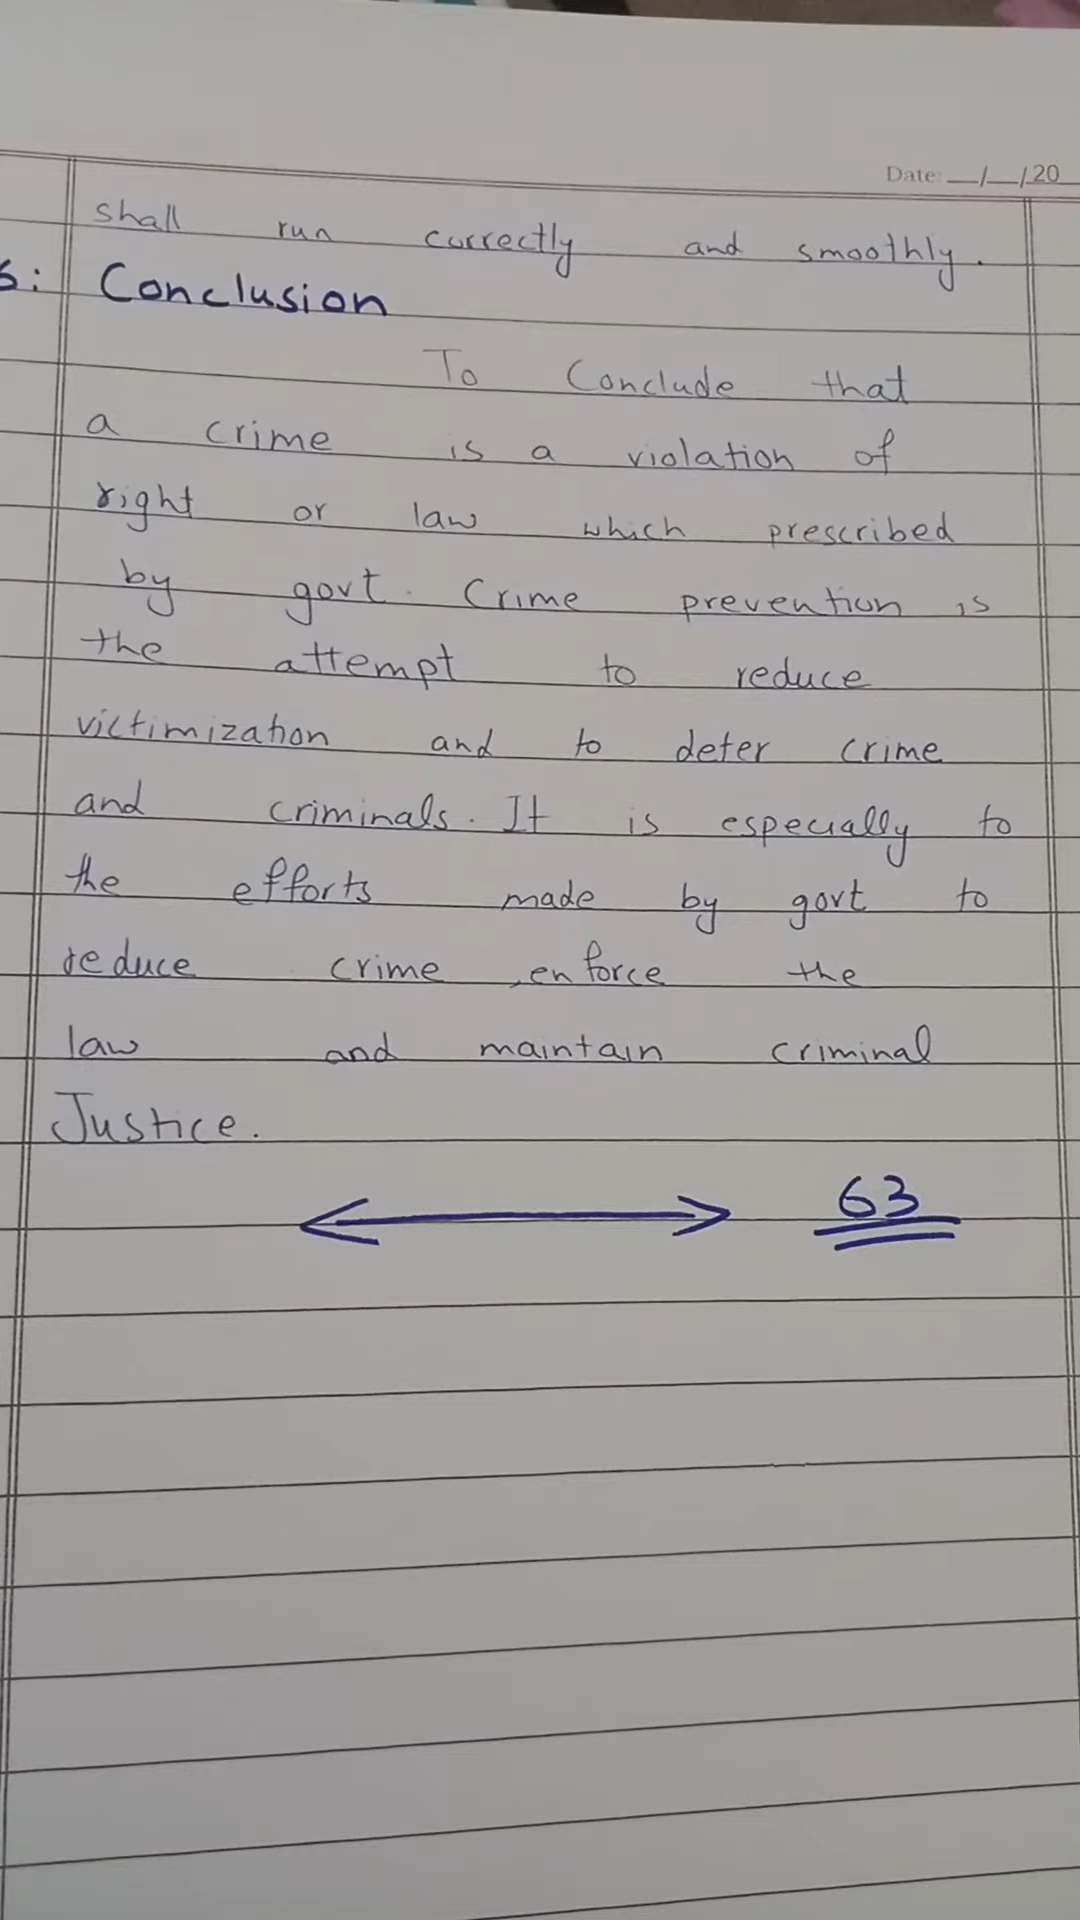 Date: __/__/20
shall run currectly and smoothly.
: Conclusion
To Conclude that
a crime is a violation of
right or law which prescribed
by govt. Crime prevention is
the attempt to reduce
victimization and to deter crime
and criminals. It is especially to
the efforts made by govt to
reduce crime, enforce the
law and maintain criminal
Justice.
63